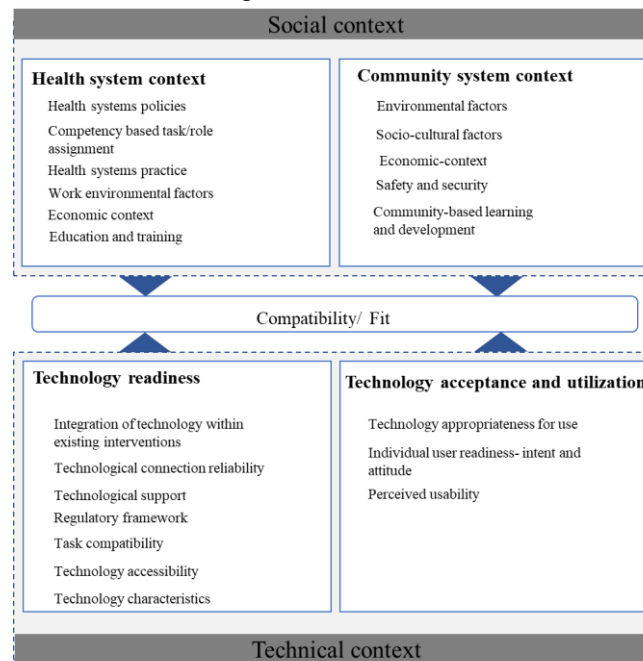 Social context
Health system context
Health systems policies
Competency based task/role
assignment
Health systems practice
Work environmental factors
Economic context
Education and training
Community system context
Environmental factors
Socio-cultural factors
Economic-context
Safety and security
Community-based learning
and development
Compatibility/ Fit
Technology readiness
Integration of technology within
existing interventions
Technological connection reliability
Technological support
Regulatory framework
Task compatibility
Technology accessibility
Technology characteristics
Technology acceptance and utilization
Technology appropriateness for use
Individual user readiness- intent and
attitude
Perceived usability
Technical context